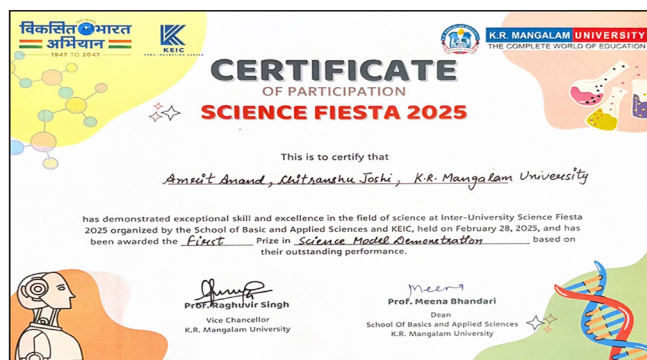 विकसित भारत
अभियान
1947 TO 2047
KEIC
K.R. MANGALAM UNIVERSITY
THE COMPLETE WORLD OF EDUCATION
CERTIFICATE
OF PARTICIPATION
SCIENCE FIESTA 2025
This is to certify that
Amrit Anand, Chitranshu Joshi, K.R. Mangalam University
has demonstrated exceptional skill and excellence in the field of science at Inter-University Science Fiesta
2025 organized by the School of Basic and Applied Sciences and KEIC, held on February 28, 2025, and has
been awarded the First Prize in Science Model Demonstration based on
their outstanding performance.
Prof. Raghuvir Singh
Vice Chancellor
K.R. Mangalam University
Meena
Prof. Meena Bhandari
Dean
School Of Basics and Applied Sciences
K.R. Mangalam University